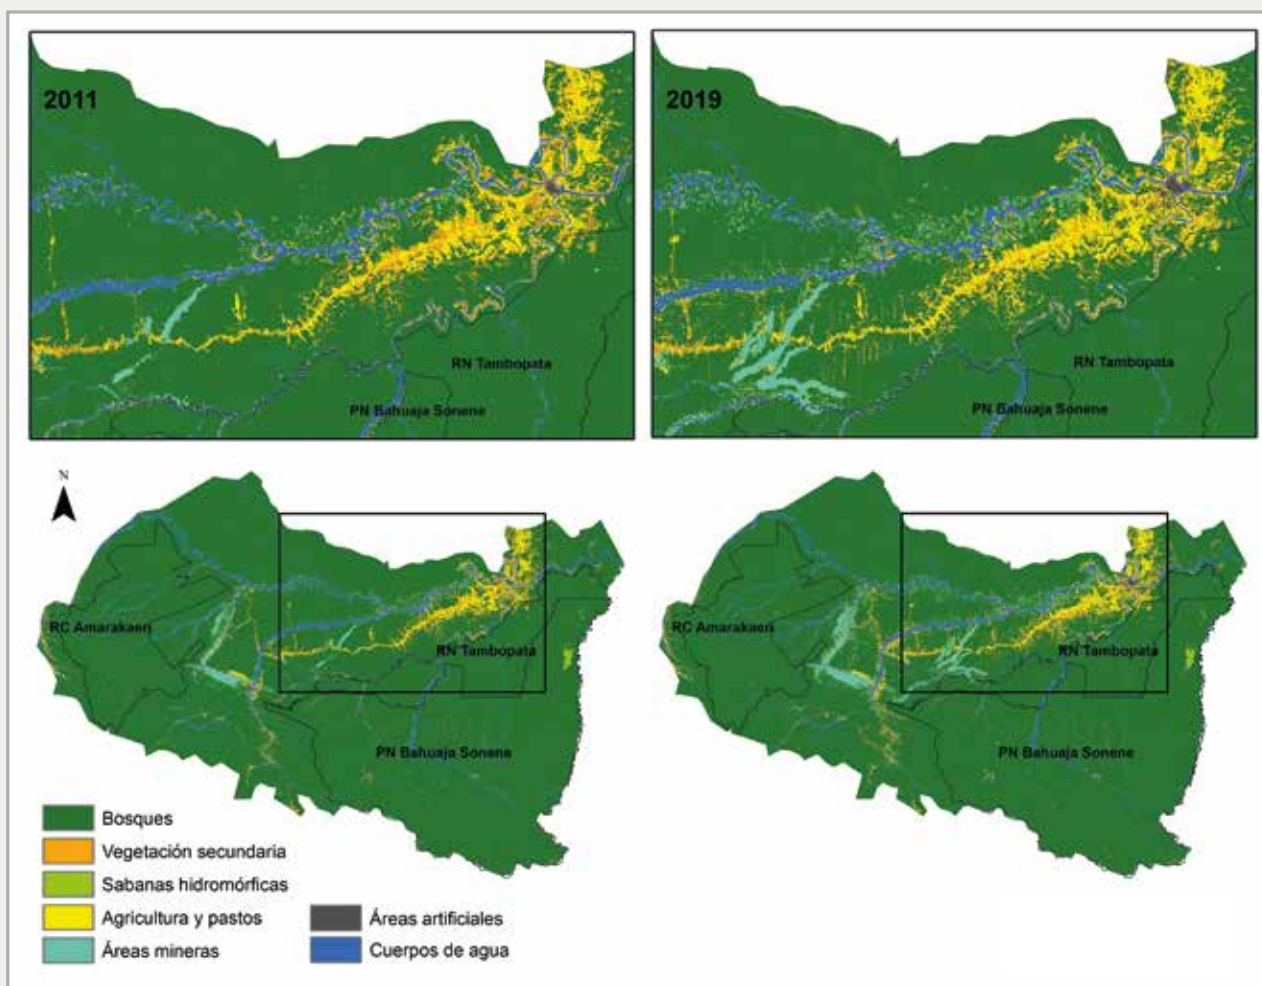 2011
2019
RN Tambopata
PN Bahuaja Sonene
RN Tambopata
PN Bahuaja Sonene
N
RC Amarakaeri
RN Tambopata
PN Bahuaja Sonene
RC Amarakaeri
RN Tambopata
PN Bahuaja Sonene
Bosques
Vegetación secundaria
Sabanas hidromórficas
Agricultura y pastos
Áreas mineras
Áreas artificiales
Cuerpos de agua